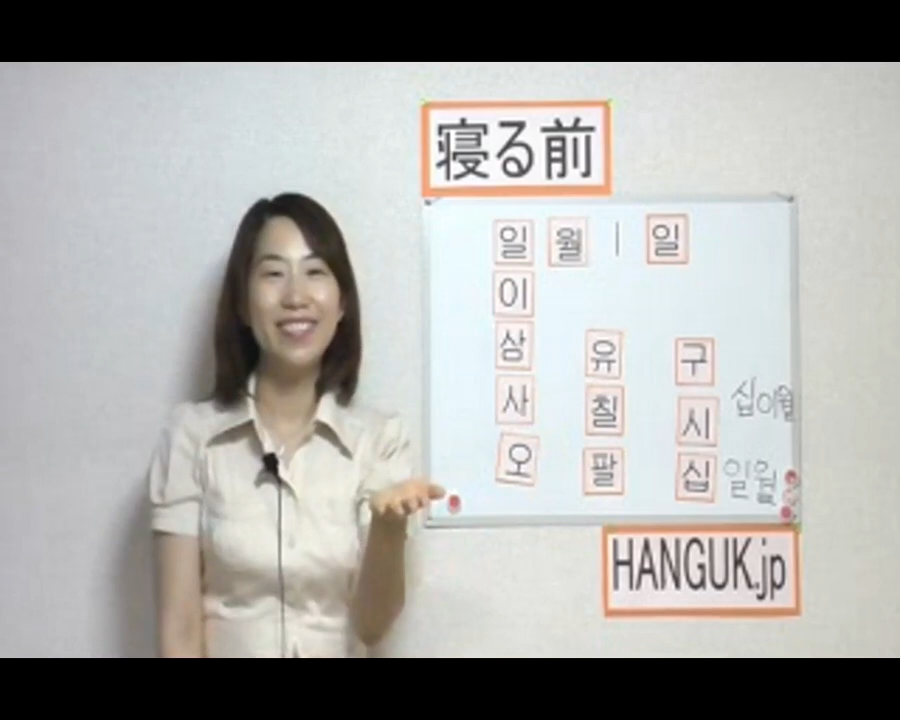 寝る前
일 월 | 일
이
삼
사
오
유
칠
팔
구
시
십
십이월
십일월
HANGUK.jp